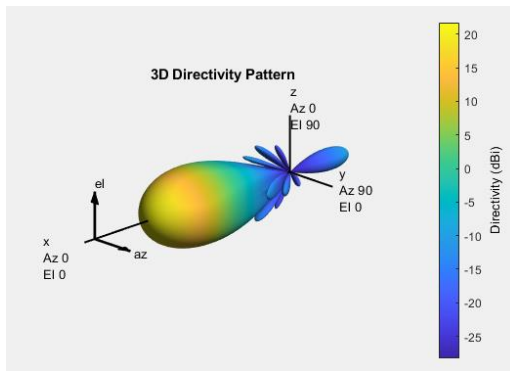 3D Directivity Pattern
z
Az 0
El 90
y
Az 90
El 0
el
az
x
Az 0
El 0
20
15
10
5
0
-5
-10
-15
-20
-25
Directivity (dBi)